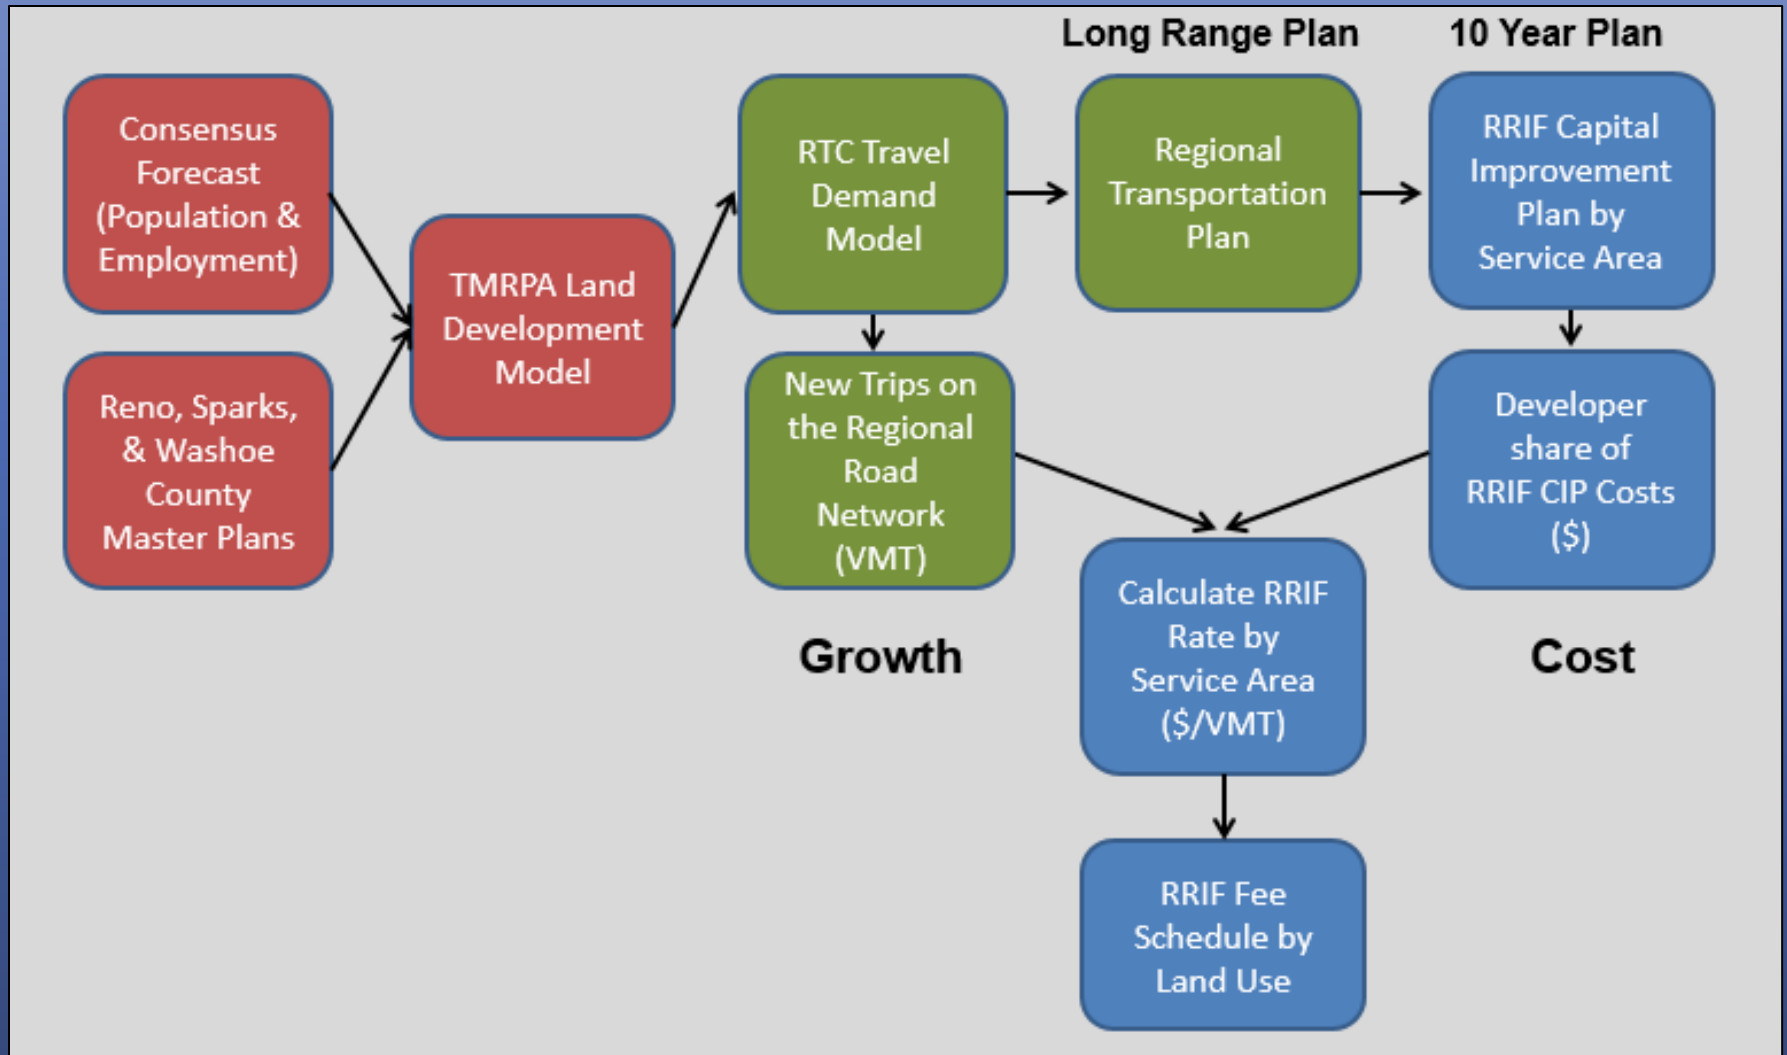 Long Range Plan
10 Year Plan
Consensus
Forecast
(Population &
Employment)
Reno, Sparks,
& Washoe
County
Master Plans
TMRPA Land
Development
Model
RTC Travel
Demand
Model
Regional
Transportation
Plan
RRIF Capital
Improvement
Plan by
Service Area
New Trips on
the Regional
Road
Network
(VMT)
Developer
share of
RRIF CIP Costs
($)
Growth
Calculate RRIF
Rate by
Service Area
($/VMT)
Cost
RRIF Fee
Schedule by
Land Use